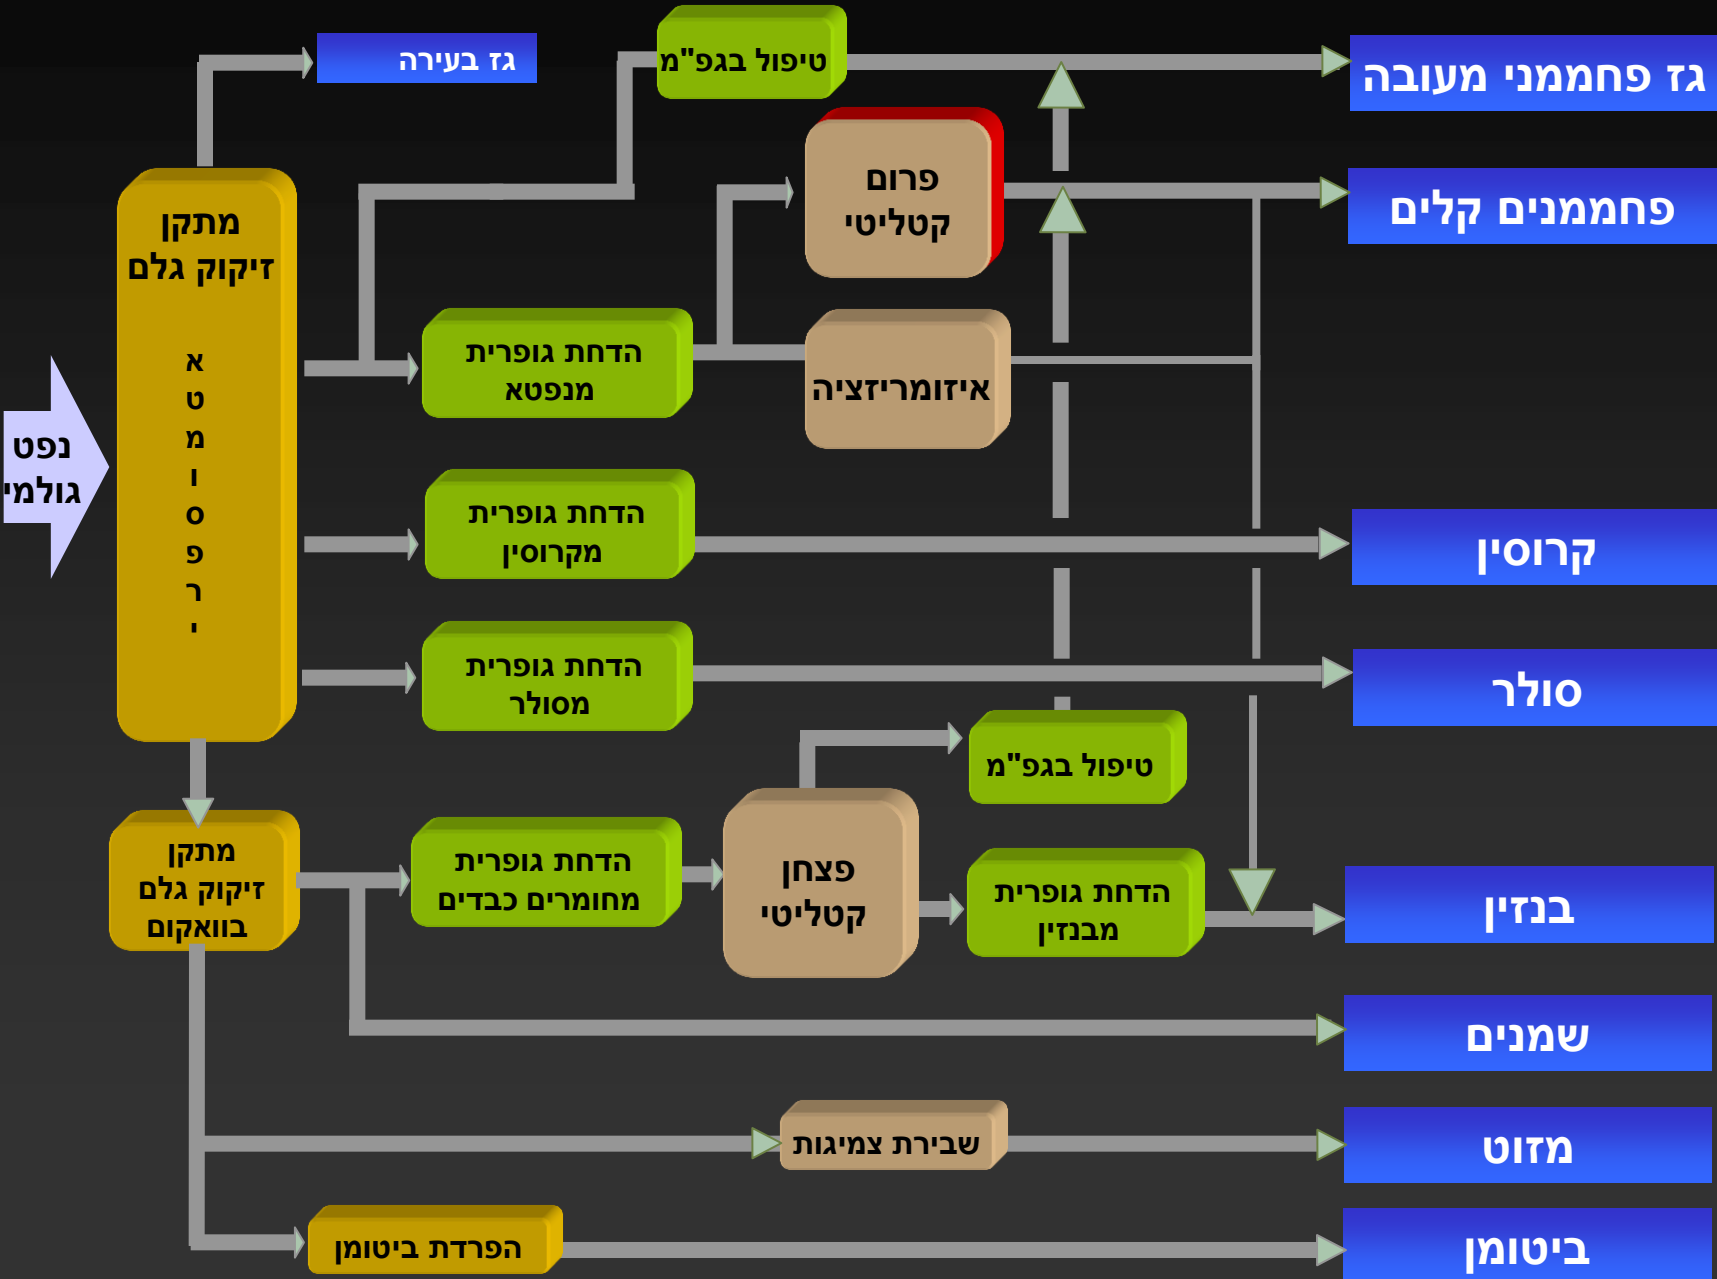 גז בעירה
טיפול בגפ"מ
גז פחממני מעובה
פרום
קטליטי
פחממנים קלים
מתקן
זיקוק גלם
א
ט
מ
ו
ס
פ
ר
י
נפט
גולמי
הדחת גופרית
מנפטא
איזומריזציה
הדחת גופרית
מקרוסין
קרוסין
הדחת גופרית
מסולר
סולר
טיפול בגפ"מ
מתקן
זיקוק גלם
בוואקום
הדחת גופרית
מחומרים כבדים
פצחן
קטליטי
הדחת גופרית
מבנזין
בנזין
שמנים
שבירת צמיגות
מזוט
הפרדת ביטומן
ביטומן